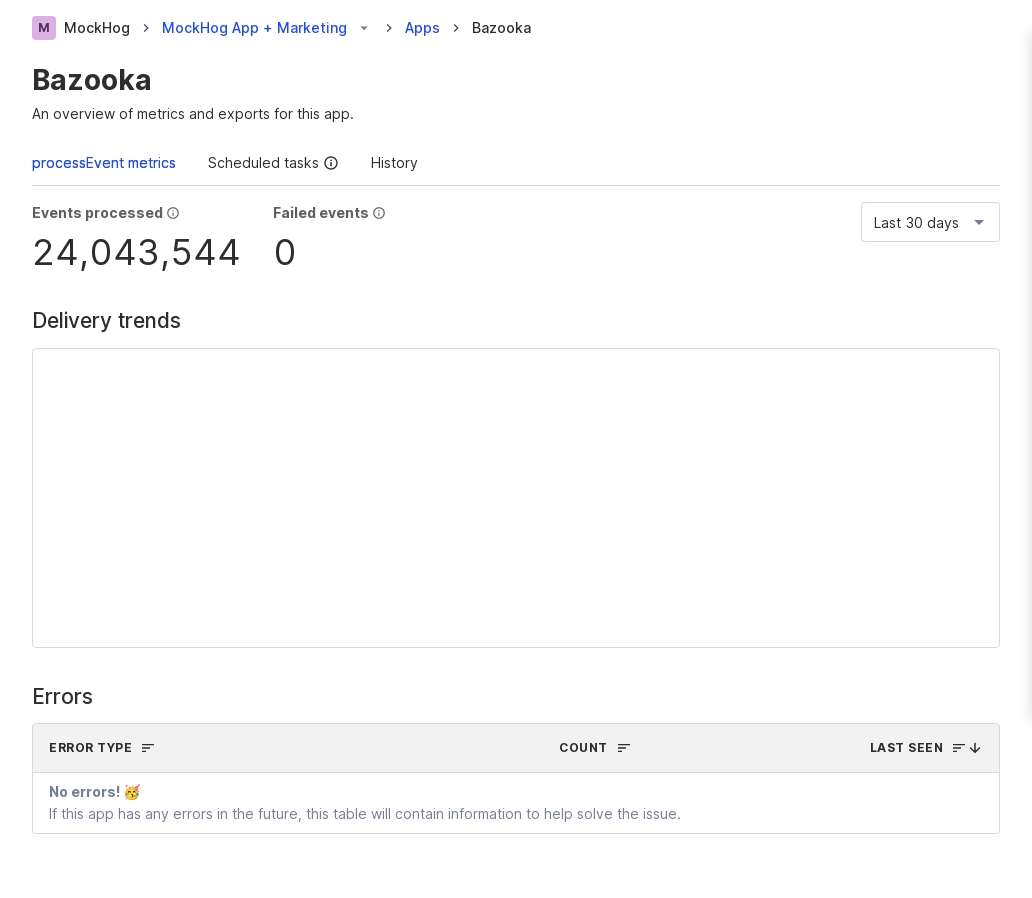 M MockHog > MockHog App + Marketing > Apps > Bazooka
Bazooka
An overview of metrics and exports for this app.
processEvent metrics Scheduled tasks History
Events processed Failed events
Last 30 days
24,043,544 0
Delivery trends
Errors
ERROR TYPE COUNT LAST SEEN
No errors! 🥳
If this app has any errors in the future, this table will contain information to help solve the issue.